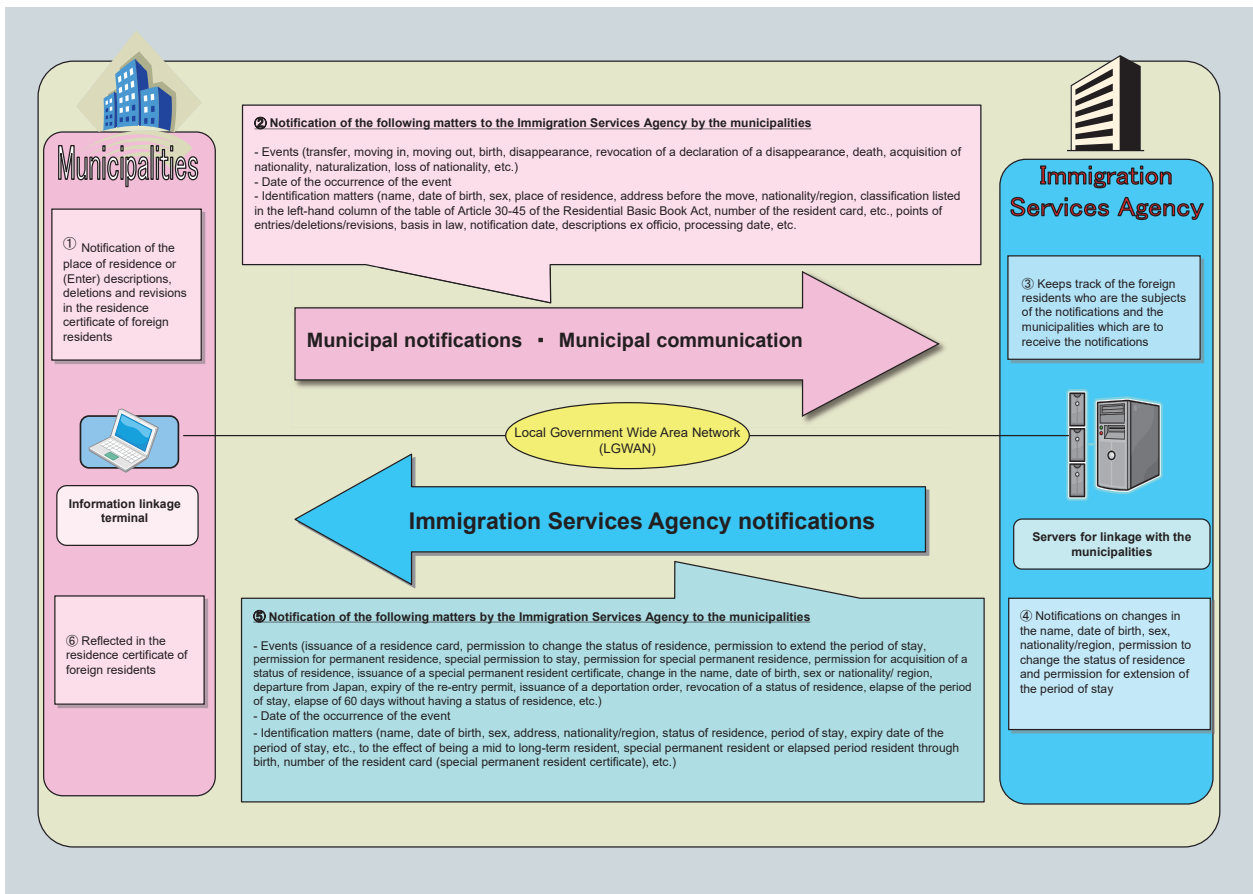 Municipalities
① Notification of the
place of residence or
(Enter) descriptions,
deletions and revisions
in the residence
certificate of foreign
residents
Information linkage
terminal
⑥ Reflected in the
residence certificate of
foreign residents
② Notification of the following matters to the Immigration Services Agency by the municipalities
- Events (transfer, moving in, moving out, birth, disappearance, revocation of a declaration of a disappearance, death, acquisition of
nationality, naturalization, loss of nationality, etc.)
- Date of the occurrence of the event
- Identification matters (name, date of birth, sex, place of residence, address before the move, nationality/region, classification listed
in the left-hand column of the table of Article 30-45 of the Residential Basic Book Act, number of the resident card, etc., points of
entries/deletions/revisions, basis in law, notification date, descriptions ex officio, processing date, etc.
Municipal notifications ・ Municipal communication
Local Government Wide Area Network
(LGWAN)
Immigration Services Agency notifications
⑤ Notification of the following matters by the Immigration Services Agency to the municipalities
- Events (issuance of a residence card, permission to change the status of residence, permission to extend the period of stay,
permission for permanent residence, special permission to stay, permission for special permanent residence, permission for acquisition of a
status of residence, issuance of a special permanent resident certificate, change in the name, date of birth, sex or nationality/ region,
departure from Japan, expiry of the re-entry permit, issuance of a deportation order, revocation of a status of residence, elapse of the period
of stay, elapse of 60 days without having a status of residence, etc.)
- Date of the occurrence of the event
- Identification matters (name, date of birth, sex, address, nationality/region, status of residence, period of stay, expiry date of the
period of stay, etc., to the effect of being a mid to long-term resident, special permanent resident or elapsed period resident through
birth, number of the resident card (special permanent resident certificate), etc.)
Immigration
Services Agency
③ Keeps track of the foreign
residents who are the subjects
of the notifications and the
municipalities which are to
receive the notifications
Servers for linkage with the
municipalities
④ Notifications on changes in
the name, date of birth, sex,
nationality/region, permission to
change the status of residence
and permission for extension of
the period of stay